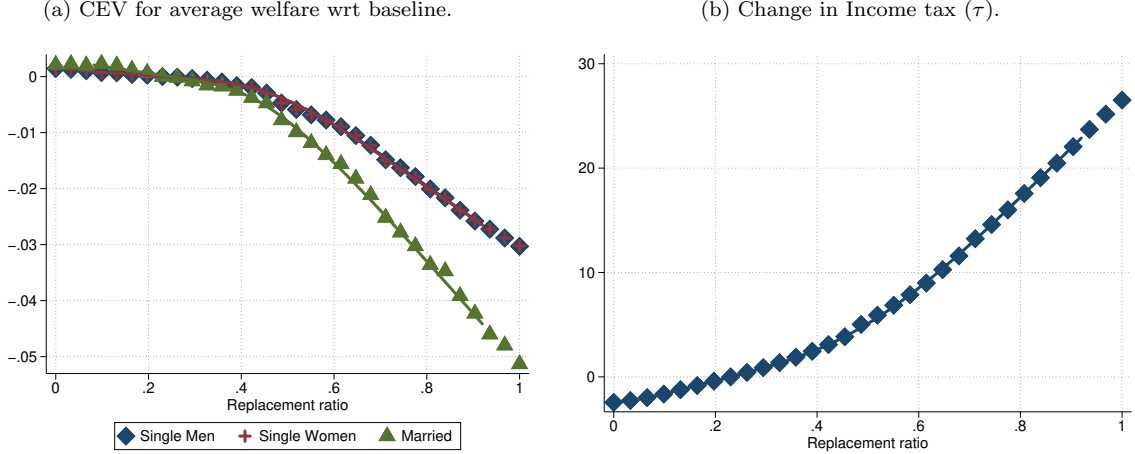 (a) CEV for average welfare wrt baseline.
0
−.01
−.02
−.03
−.04
−.05
0 .2 .4 .6 .8 1
Replacement ratio
Single Men Single Women Married
(b) Change in Income tax (τ).
30
20
10
0
0 .2 .4 .6 .8 1
Replacement ratio